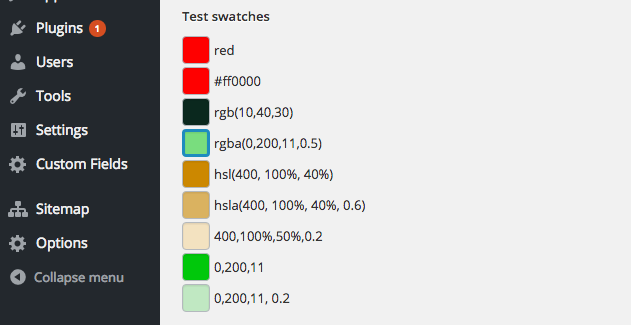 Plugins 1
Users
Tools
Settings
Custom Fields
Sitemap
Options
Collapse menu
Test swatches
red
#ff0000
rgb(10,40,30)
rgba(0,200,11,0.5)
hsl(400, 100%, 40%)
hsla(400, 100%, 40%, 0.6)
400,100%,50%,0.2
0,200,11
0,200,11, 0.2